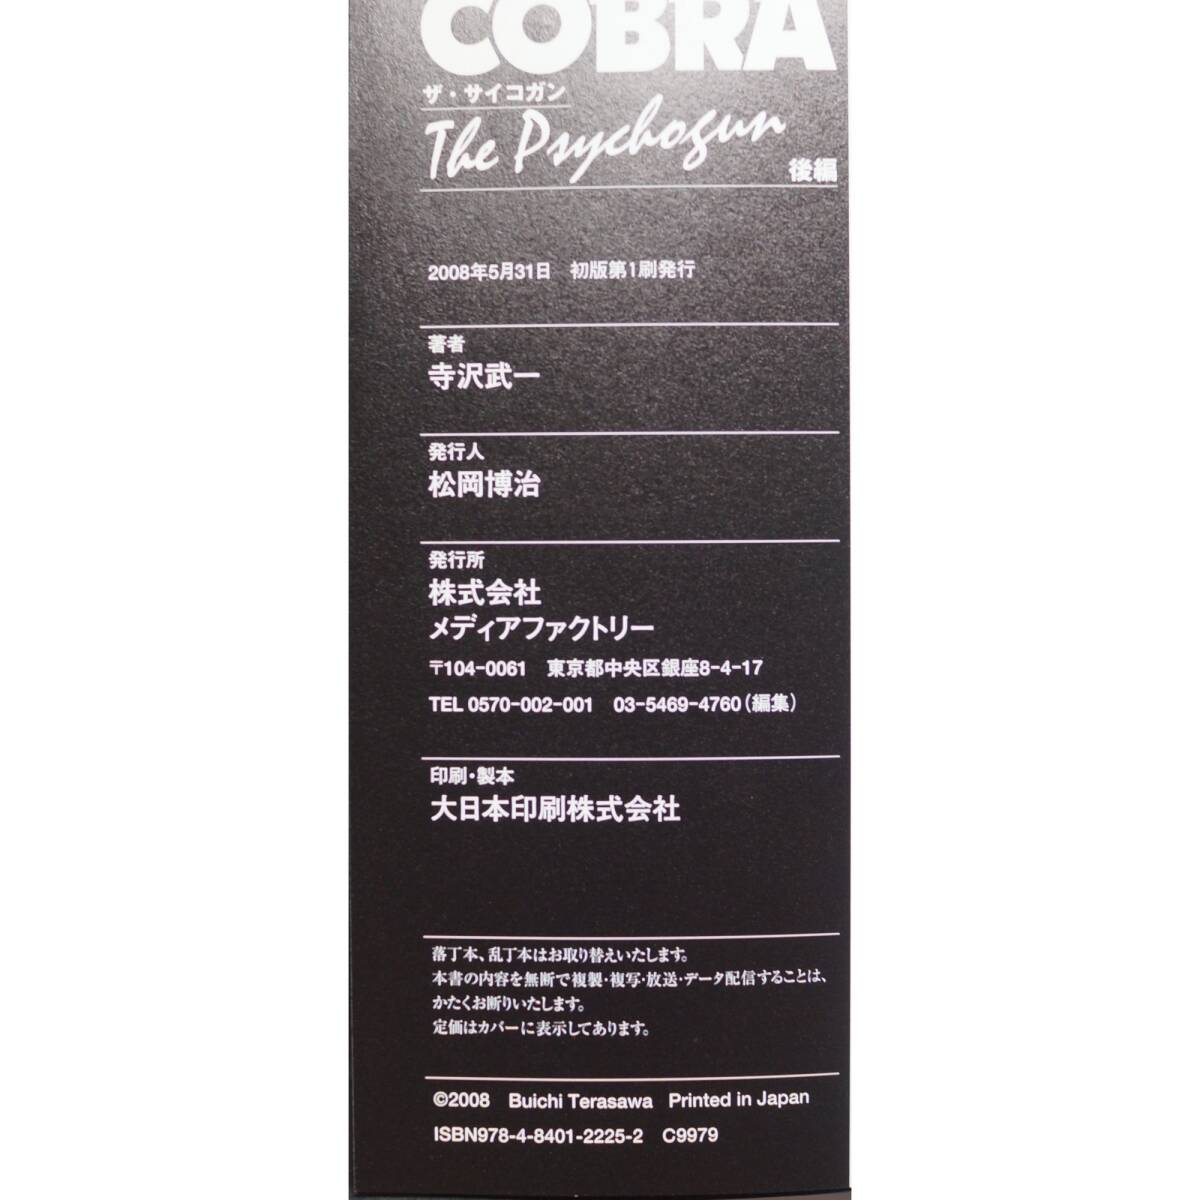 COBRA
ザ・サイコガン
The Psychogun
後編
2008年5月31日　初版第1刷発行
著者
寺沢武一
発行人
松岡博治
発行所
株式会社
メディアファクトリー
〒104-0061　東京都中央区銀座8-4-17
TEL 0570-002-001　03-5469-4760（編集）
印刷・製本
大日本印刷株式会社
落丁本、乱丁本はお取り替えいたします。
本書の内容を無断で複製・複写・放送・データ配信することは、
かたくお断りいたします。
定価はカバーに表示してあります。
©2008　Buichi Terasawa　Printed in Japan
ISBN978-4-8401-2225-2　C9979